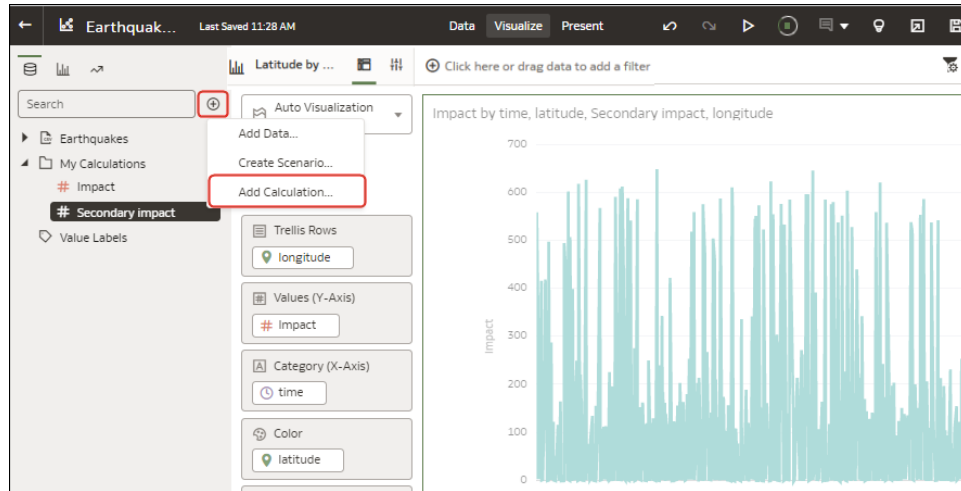 Earthquak... Last Saved 11:28 AM Data Visualize Present
Latitude by ... Click here or drag data to add a filter
Search
Auto Visualization
Add Data...
Create Scenario...
Add Calculation...
Earthquakes
My Calculations
# Impact
# Secondary impact
Value Labels
Trellis Rows
longitude
# Values (Y-Axis)
# Impact
A Category (X-Axis)
time
Color
latitude
Impact by time, latitude, Secondary impact, longitude
700
600
500
400
300
200
100
0
Impact